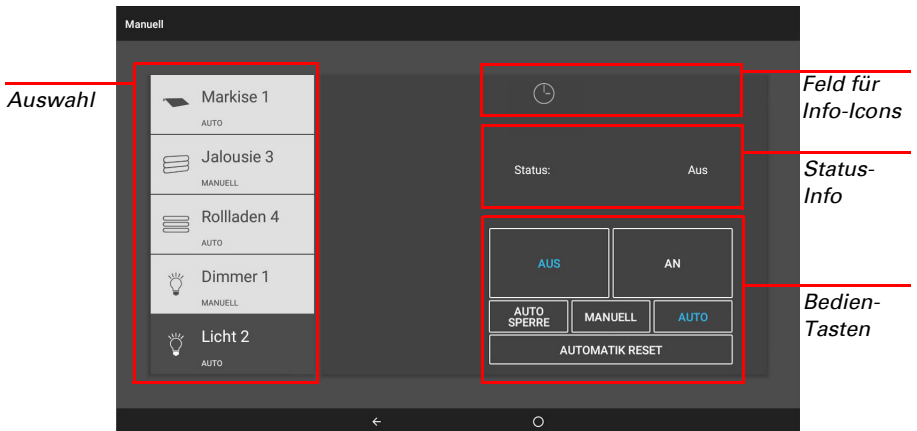 Manuell
Auswahl
Markise 1
AUTO
Jalousie 3
MANUELL
Rollladen 4
AUTO
Dimmer 1
MANUELL
Licht 2
AUTO
Feld für
Info-Icons
Status: Aus
Status-
Info
AUS AN
AUTO
SPERRE MANUELL AUTO
AUTOMATIK RESET
Bedien-
Tasten